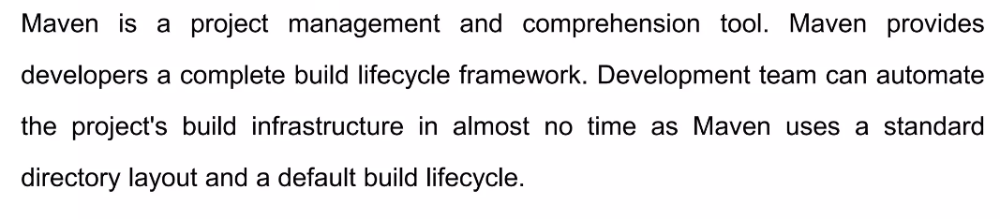 Maven is a project management and comprehension tool. Maven provides
developers a complete build lifecycle framework. Development team can automate
the project's build infrastructure in almost no time as Maven uses a standard
directory layout and a default build lifecycle.